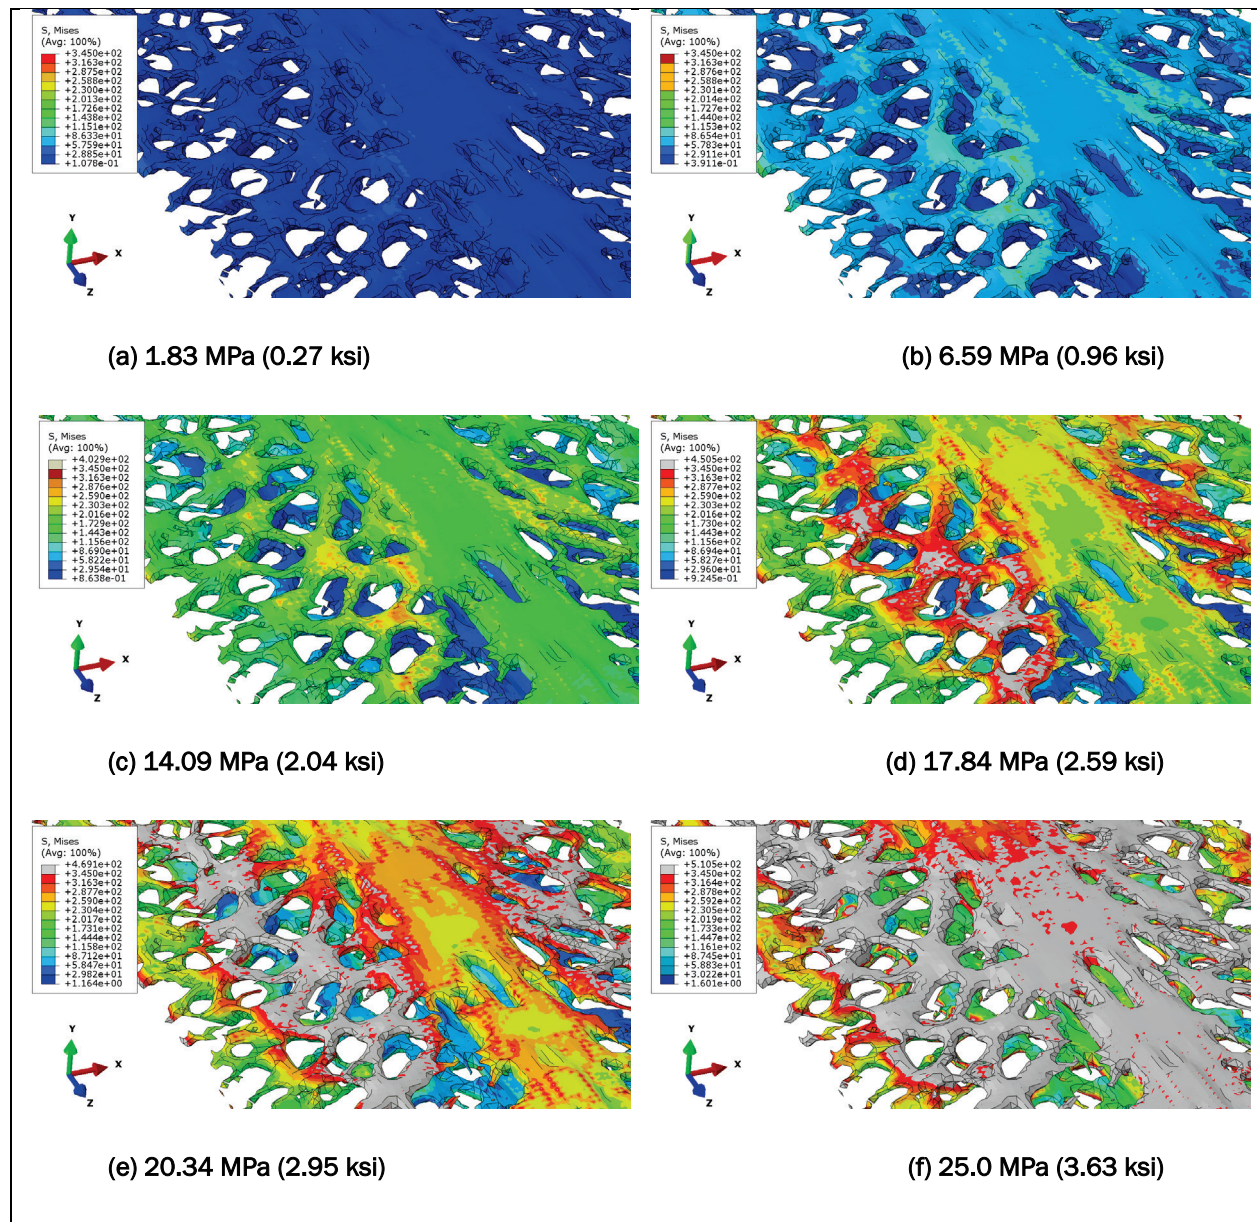 S, Mises
(Avg: 100%)
+3.450e+02
+3.163e+02
+2.875e+02
+2.588e+02
+2.300e+02
+2.013e+02
+1.726e+02
+1.438e+02
+1.151e+02
+8.633e+01
+5.759e+01
+2.885e+01
+1.078e-01
Y
X
Z
S, Mises
(Avg: 100%)
+3.450e+02
+3.163e+02
+2.876e+02
+2.588e+02
+2.301e+02
+2.014e+02
+1.727e+02
+1.440e+02
+1.153e+02
+8.654e+01
+5.783e+01
+2.911e+01
+3.911e-01
Y
X
Z
(a) 1.83 MPa (0.27 ksi)
(b) 6.59 MPa (0.96 ksi)
S, Mises
(Avg: 100%)
+4.029e+02
+3.450e+02
+3.163e+02
+2.876e+02
+2.590e+02
+2.303e+02
+2.016e+02
+1.729e+02
+1.443e+02
+1.156e+02
+8.690e+01
+5.822e+01
+2.954e+01
+8.638e-01
Y
X
Z
S, Mises
(Avg: 100%)
+4.505e+02
+3.450e+02
+3.163e+02
+2.877e+02
+2.590e+02
+2.303e+02
+2.016e+02
+1.730e+02
+1.443e+02
+1.156e+02
+8.694e+01
+5.827e+01
+2.960e+01
+9.245e-01
Y
X
Z
(c) 14.09 MPa (2.04 ksi)
(d) 17.84 MPa (2.59 ksi)
S, Mises
(Avg: 100%)
+4.691e+02
+3.450e+02
+3.163e+02
+2.877e+02
+2.590e+02
+2.304e+02
+2.017e+02
+1.731e+02
+1.444e+02
+1.158e+02
+8.712e+01
+5.847e+01
+2.982e+01
+1.164e+00
Y
X
Z
S, Mises
(Avg: 100%)
+5.105e+02
+3.450e+02
+3.164e+02
+2.878e+02
+2.592e+02
+2.305e+02
+2.019e+02
+1.733e+02
+1.447e+02
+1.161e+02
+8.745e+01
+5.883e+01
+3.022e+01
+1.601e+00
Y
X
Z
(e) 20.34 MPa (2.95 ksi)
(f) 25.0 MPa (3.63 ksi)